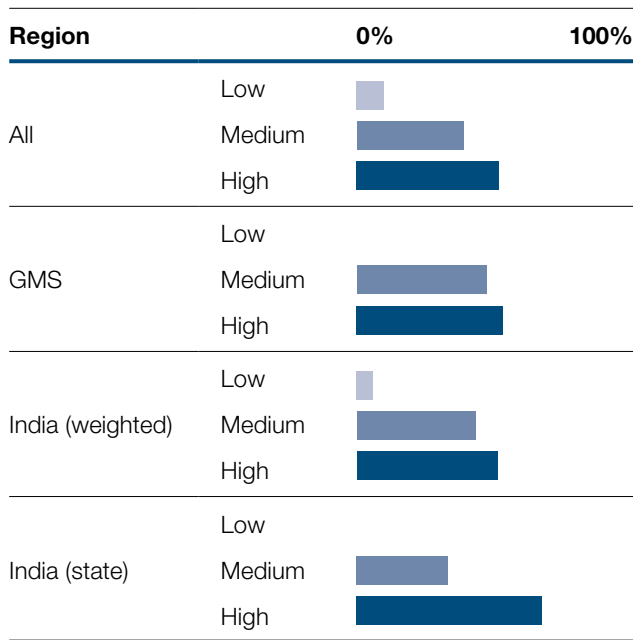 Region 0% 100%
Low
All Medium
High
Low
GMS Medium
High
Low
India (weighted) Medium
High
Low
India (state) Medium
High